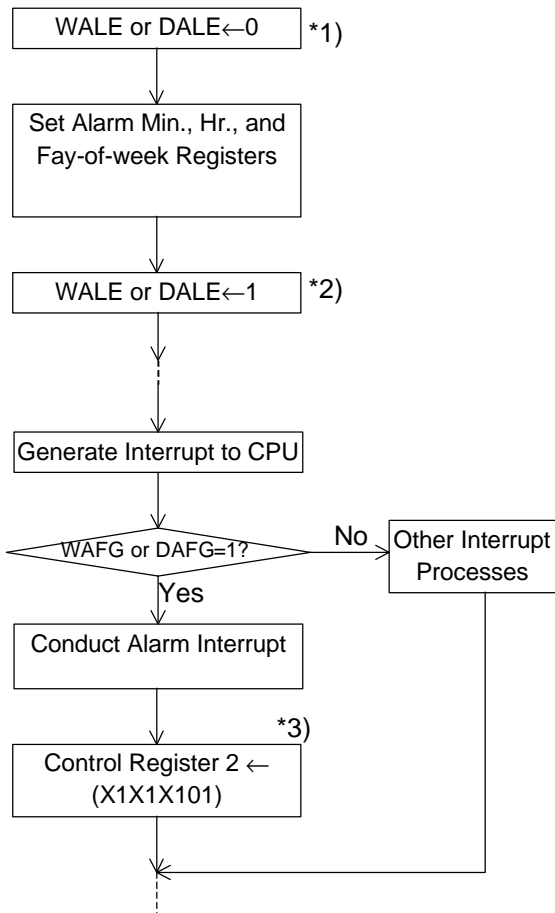 WALE or DALE←0
*1)
Set Alarm Min., Hr., and
Fay-of-week Registers
WALE or DALE←1
*2)
Generate Interrupt to CPU
WAFG or DAFG=1?
No
Other Interrupt
Processes
Yes
Conduct Alarm Interrupt
*3)
Control Register 2 ←
(X1X1X101)